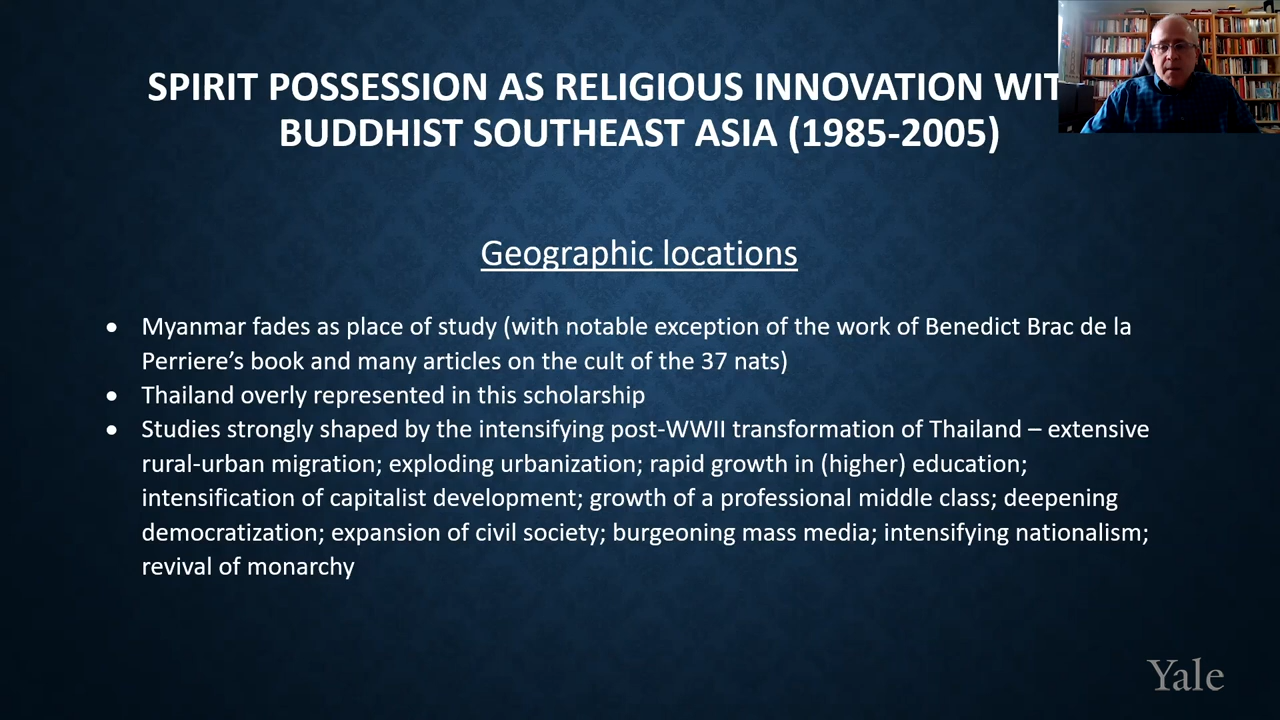 SPIRIT POSSESSION AS RELIGIOUS INNOVATION
BUDDHIST SOUTHEAST ASIA (1985-2005)
Geographic locations
• Myanmar fades as place of study (with notable exception of the work of Benedict Brac de la
Perriere’s book and many articles on the cult of the 37 nats)
• Thailand overly represented in this scholarship
• Studies strongly shaped by the intensifying post-WWII transformation of Thailand – extensive
rural-urban migration; exploding urbanization; rapid growth in (higher) education;
intensification of capitalist development; growth of a professional middle class; deepening
democratization; expansion of civil society; burgeoning mass media; intensifying nationalism;
revival of monarchy
Yale